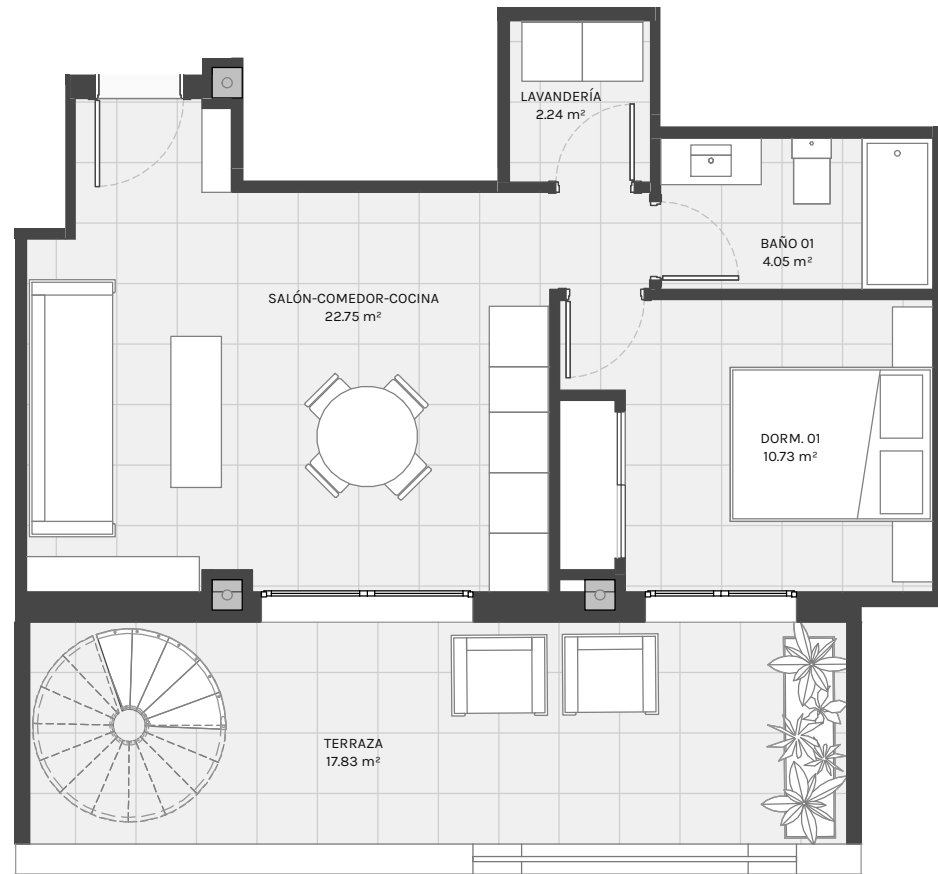 LAVANDERÍA
2.24 m²
BAÑO 01
4.05 m²
SALÓN-COMEDOR-COCINA
22.75 m²
DORM. 01
10.73 m²
TERRAZA
17.83 m²